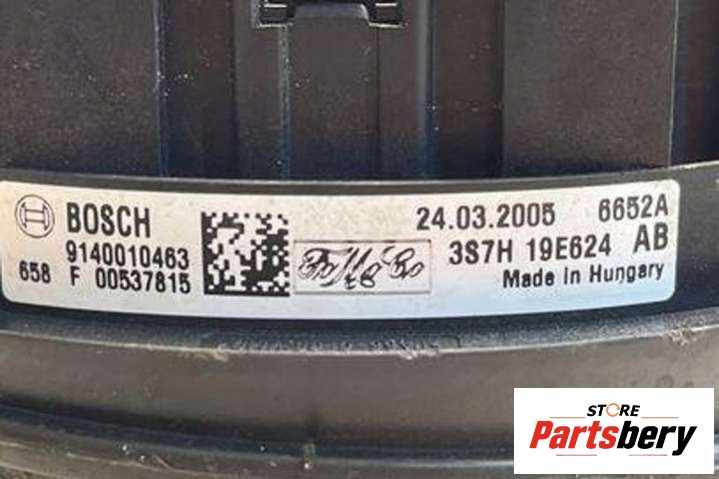 BOSCH
9140010463
658 F 00537815
24.03.2005 6652A
3S7H 19E624 AB
Made in Hungary
STORE
Partsbery